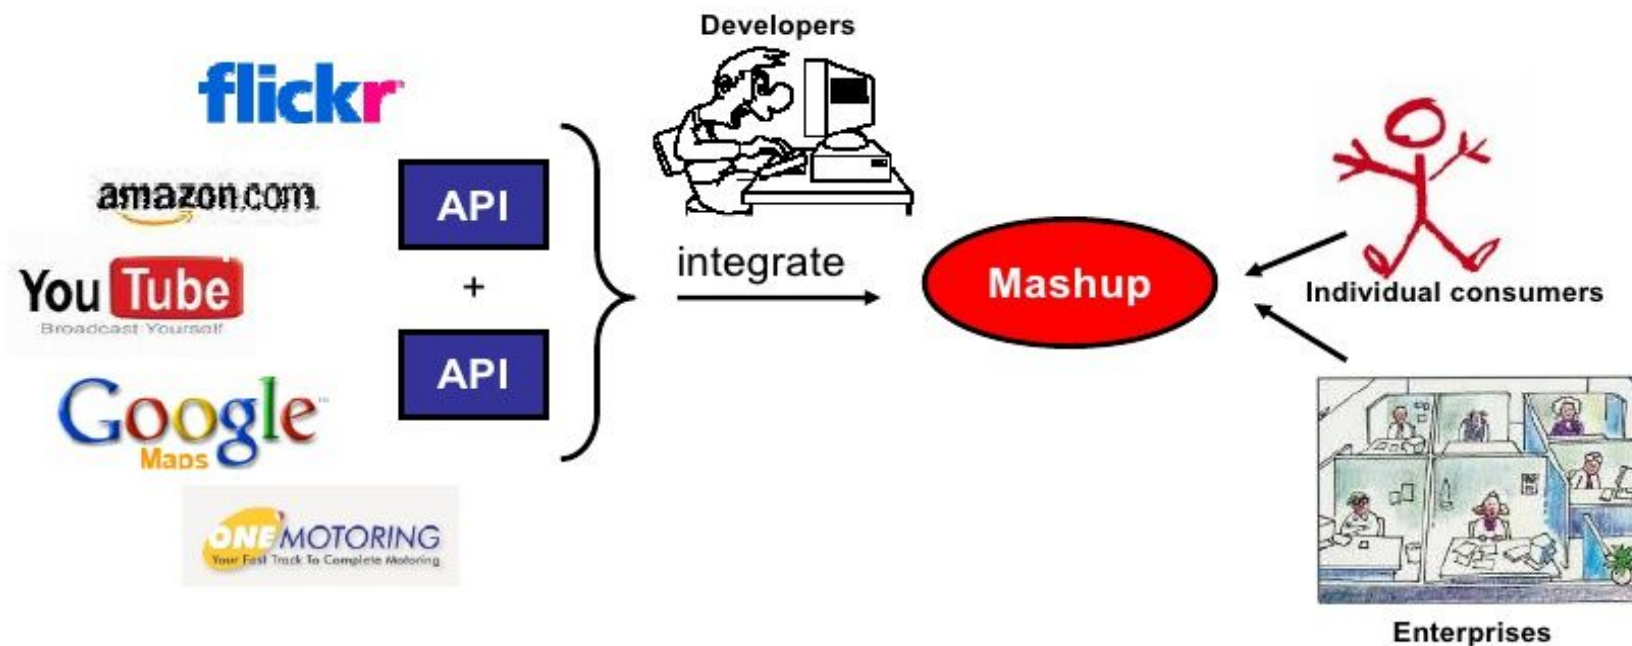 Developers
flickr
amazon.com
API
You Tube
Broadcast Yourself
integrate
+
Mashup
Individual consumers
API
Google
Maps
ONE MOTORING
Your Fast Track To Complete Motoring
Enterprises